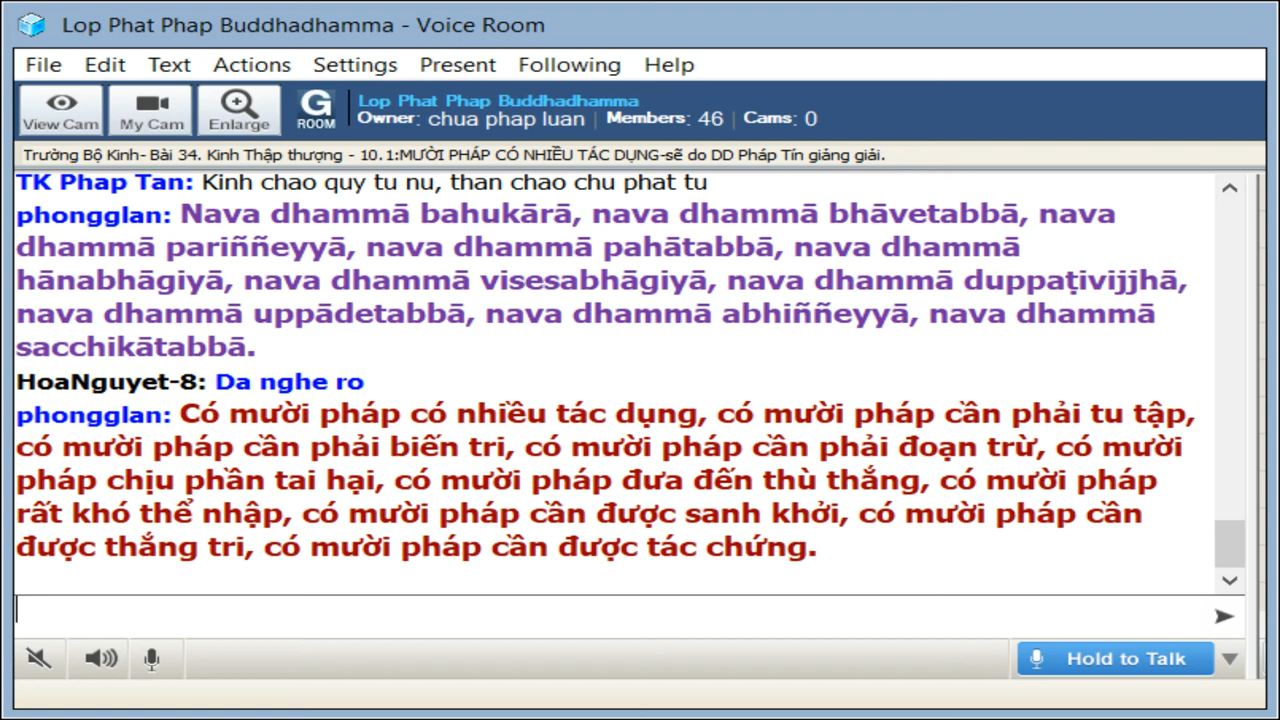 Lop Phat Phap Buddhadhamma - Voice Room
File Edit Text Actions Settings Present Following Help
View Cam My Cam Enlarge G ROOM
Lop Phat Phap Buddhadhamma
Owner: chua phap luan | Members: 46 | Cams: 0
Trường Bộ Kinh- Bài 34. Kinh Thập thượng - 10.1:MƯỜI PHÁP CÓ NHIỀU TÁC DỤNG-sẽ do DD Pháp Tín giảng giải.
TK Phap Tan: Kinh chao quy tu nu, than chao chu phat tu
phongglan: Nava dhammā bahukārā, nava dhammā bhāvetabbā, nava
dhammā pariññeyyā, nava dhammā pahātabbā, nava dhammā
hānabhāgiyā, nava dhammā visesabhāgiyā, nava dhammā duppaṭivijjhā,
nava dhammā uppādetabbā, nava dhammā abhiññeyyā, nava dhammā
sacchikātabbā.
HoaNguyet-8: Da nghe ro
phongglan: Có mười pháp có nhiều tác dụng, có mười pháp cần phải tu tập,
có mười pháp cần phải biến tri, có mười pháp cần phải đoạn trừ, có mười
pháp chịu phần tai hại, có mười pháp đưa đến thù thắng, có mười pháp
rất khó thể nhập, có mười pháp cần được sanh khởi, có mười pháp cần
được thắng tri, có mười pháp cần được tác chứng.
Hold to Talk